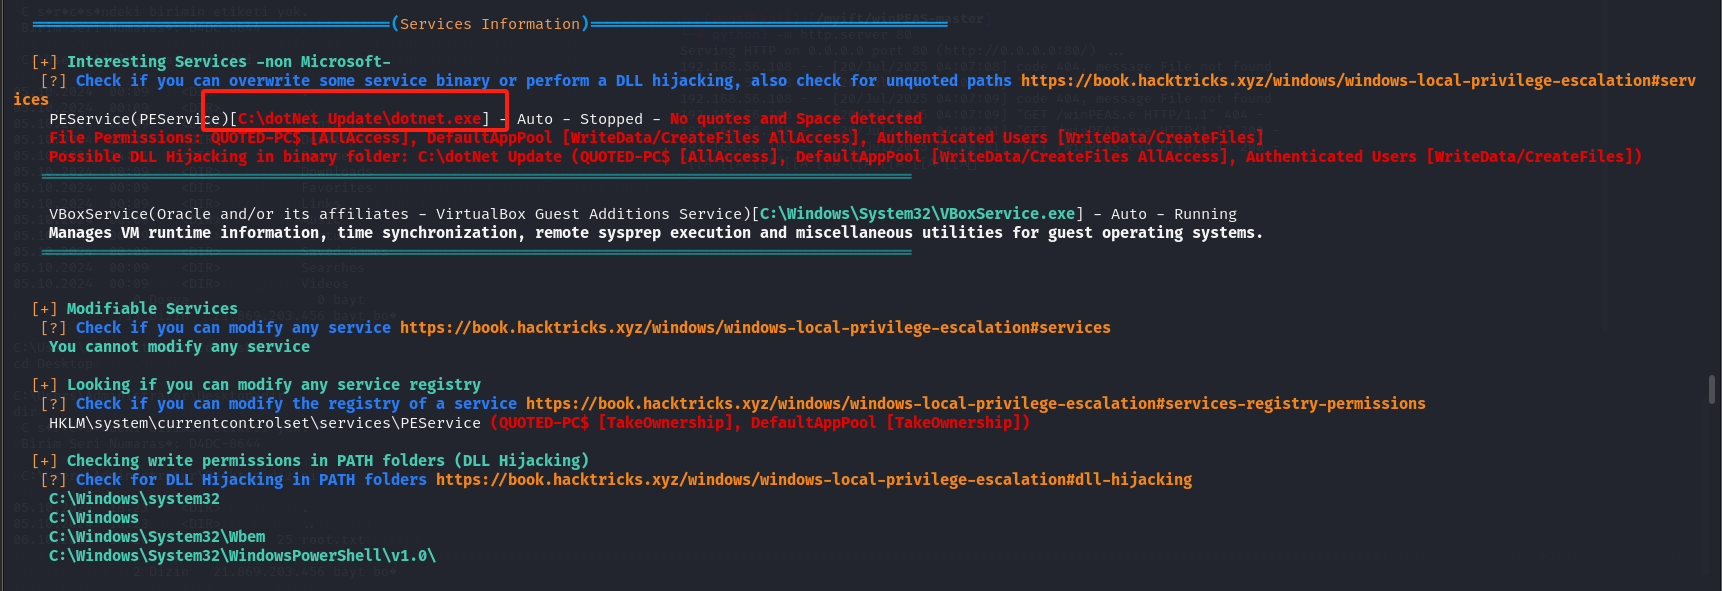 (Services Information)
[+] Interesting Services -non Microsoft-
[?] Check if you can overwrite some service binary or perform a DLL hijacking, also check for unquoted paths https://book.hacktricks.xyz/windows/windows-local-privilege-escalation#serv
ices
PEService(PEService)[C:\dotNet Update\dotnet.exe] - Auto - Stopped - No quotes and Space detected
File Permissions: QUOTED-PC$ [AllAccess], DefaultAppPool [WriteData/CreateFiles AllAccess], Authenticated Users [WriteData/CreateFiles]
Possible DLL Hijacking in binary folder: C:\dotNet Update (QUOTED-PC$ [AllAccess], DefaultAppPool [WriteData/CreateFiles AllAccess], Authenticated Users [WriteData/CreateFiles])
VBoxService(Oracle and/or its affiliates - VirtualBox Guest Additions Service)[C:\Windows\System32\VBoxService.exe] - Auto - Running
Manages VM runtime information, time synchronization, remote sysprep execution and miscellaneous utilities for guest operating systems.
[+] Modifiable Services
[?] Check if you can modify any service https://book.hacktricks.xyz/windows/windows-local-privilege-escalation#services
You cannot modify any service
[+] Looking if you can modify any service registry
[?] Check if you can modify the registry of a service https://book.hacktricks.xyz/windows/windows-local-privilege-escalation#services-registry-permissions
HKLM\system\currentcontrolset\services\PEService (QUOTED-PC$ [TakeOwnership], DefaultAppPool [TakeOwnership])
[+] Checking write permissions in PATH folders (DLL Hijacking)
[?] Check for DLL Hijacking in PATH folders https://book.hacktricks.xyz/windows/windows-local-privilege-escalation#dll-hijacking
C:\Windows\system32
C:\Windows
C:\Windows\System32\Wbem
C:\Windows\System32\WindowsPowerShell\v1.0\